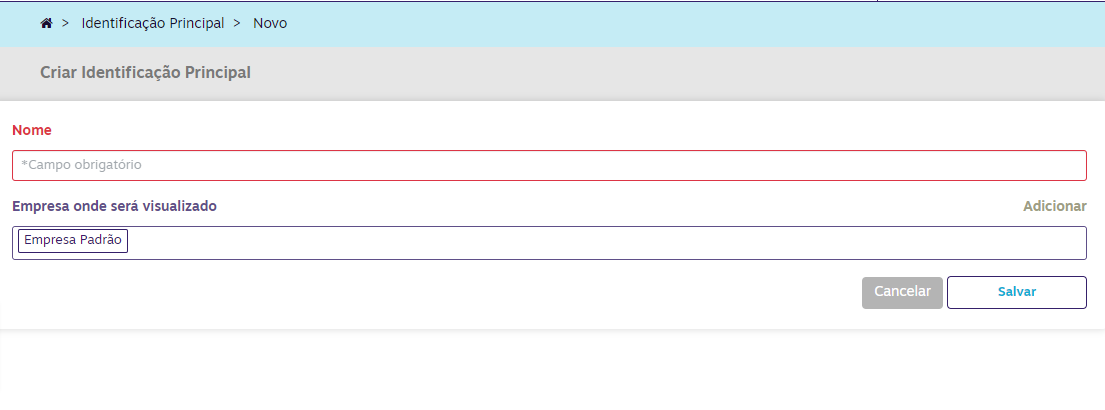 > Identificação Principal > Novo
Criar Identificação Principal
Nome
*Campo obrigatório
Empresa onde será visualizado Adicionar
Empresa Padrão
Cancelar Salvar